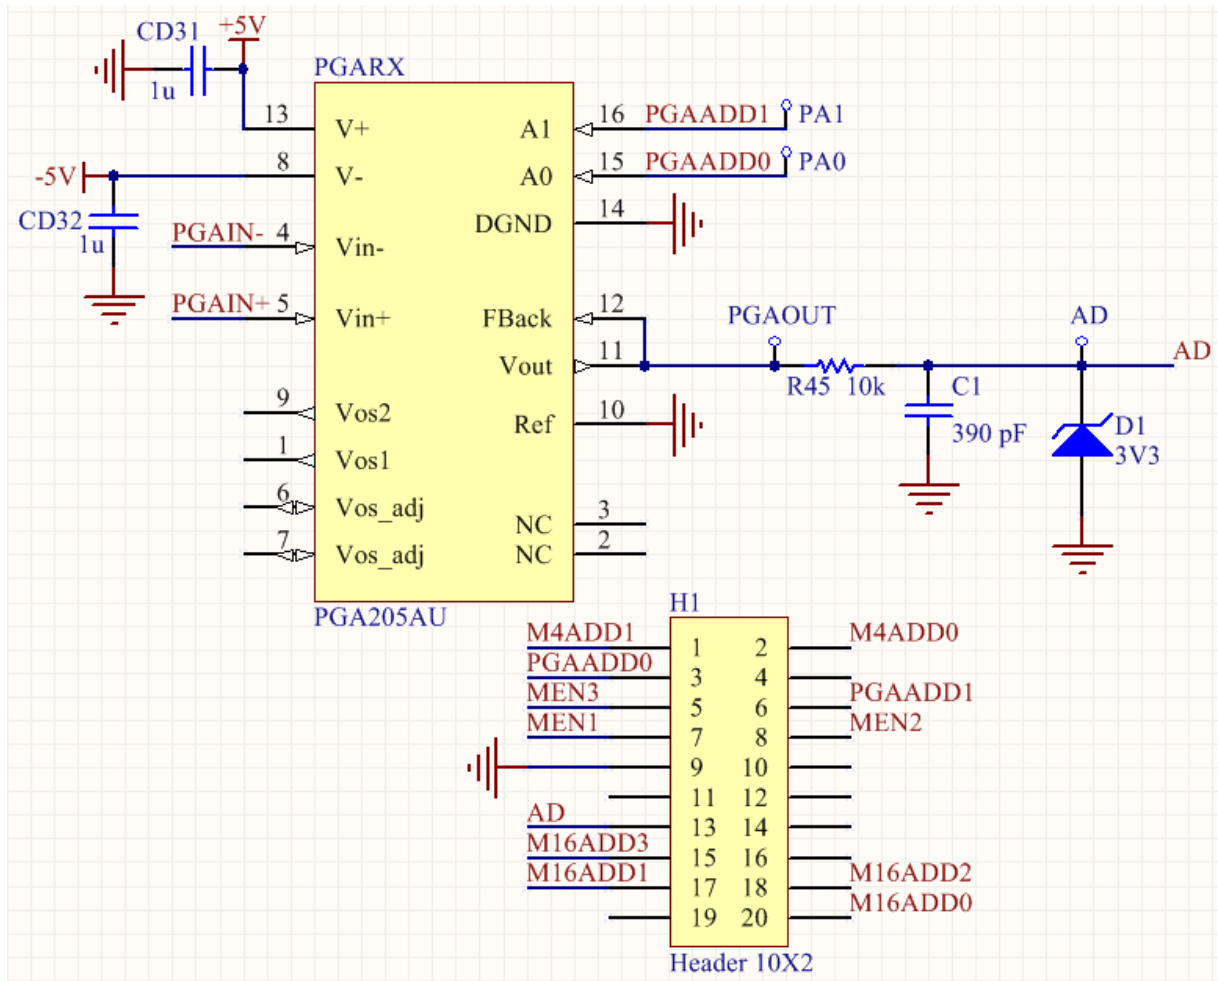 CD31 +5V
1u
PGARX
13 V+
8 V-
-5V
CD32
1u
PGAIN- 4 Vin-
PGAIN+ 5 Vin+
9 Vos2
1 Vos1
6 Vos_adj
7 Vos_adj
A1 16 PGAADD1 PA1
A0 15 PGAADD0 PA0
DGND 14
FBack 12
Vout 11
Ref 10
NC 3
NC 2
PGA205AU
PGAOUT
R45 10k
AD
AD
C1
390 pF
D1
3V3
H1
M4ADD1 1 2 M4ADD0
PGAADD0 3 4
MEN3 5 6 PGAADD1
MEN1 7 8 MEN2
9 10
11 12
AD 13 14
M16ADD3 15 16
M16ADD1 17 18 M16ADD2
19 20 M16ADD0
Header 10X2